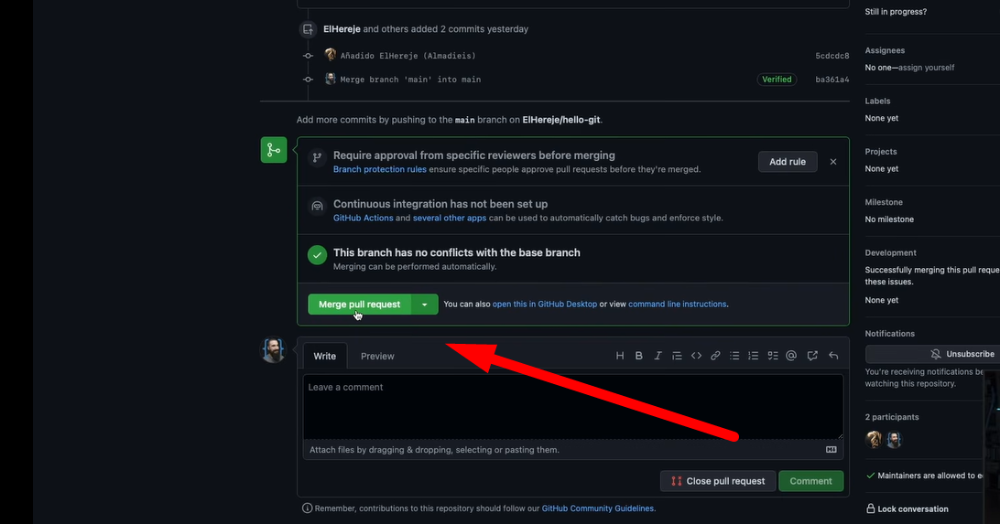 Still in progress?
ElHereje and others added 2 commits yesterday
Añadido ElHereje (Almadieis) 5cdcdc8
Merge branch 'main' into main Verified ba361a4
Add more commits by pushing to the main branch on ElHereje/hello-git.
Require approval from specific reviewers before merging
Branch protection rules ensure specific people approve pull requests before they're merged.
Add rule
Continuous integration has not been set up
GitHub Actions and several other apps can be used to automatically catch bugs and enforce style.
This branch has no conflicts with the base branch
Merging can be performed automatically.
Merge pull request
You can also open this in GitHub Desktop or view command line instructions.
Write Preview
Leave a comment
Attach files by dragging & dropping, selecting or pasting them.
Close pull request Comment
Remember, contributions to this repository should follow our GitHub Community Guidelines.
Assignees
No one—assign yourself
Labels
None yet
Projects
None yet
Milestone
No milestone
Development
Successfully merging this pull reque
these issues.
None yet
Notifications
Unsubscribe
You're receiving notifications be
watching this repository.
2 participants
Maintainers are allowed to e
Lock conversation